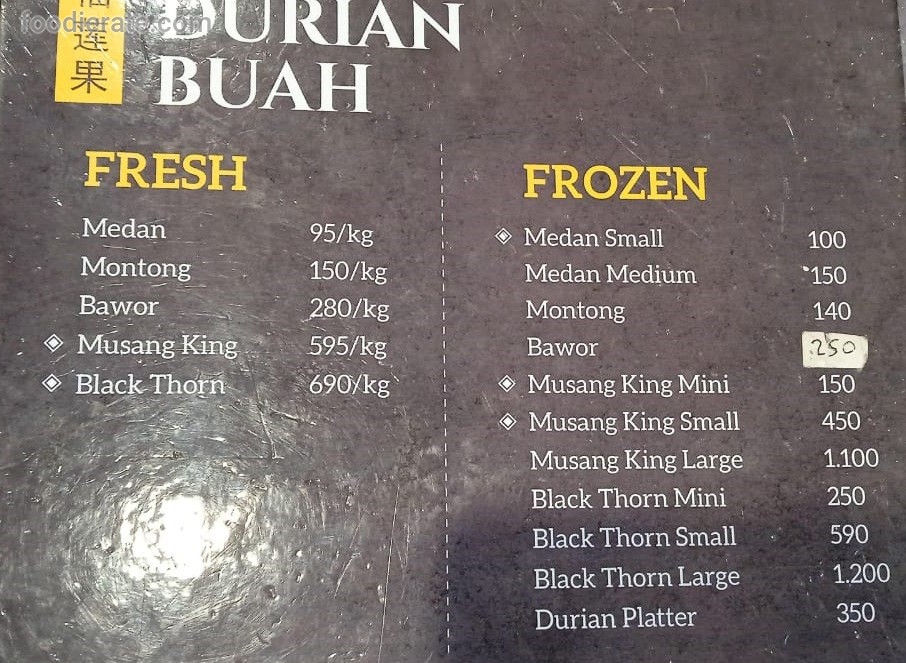 foodierate.com
榴莲果
DURIAN
BUAH
FRESH
Medan 95/kg
Montong 150/kg
Bawor 280/kg
Musang King 595/kg
Black Thorn 690/kg
FROZEN
Medan Small 100
Medan Medium 150
Montong 140
Bawor 250
Musang King Mini 150
Musang King Small 450
Musang King Large 1.100
Black Thorn Mini 250
Black Thorn Small 590
Black Thorn Large 1.200
Durian Platter 350